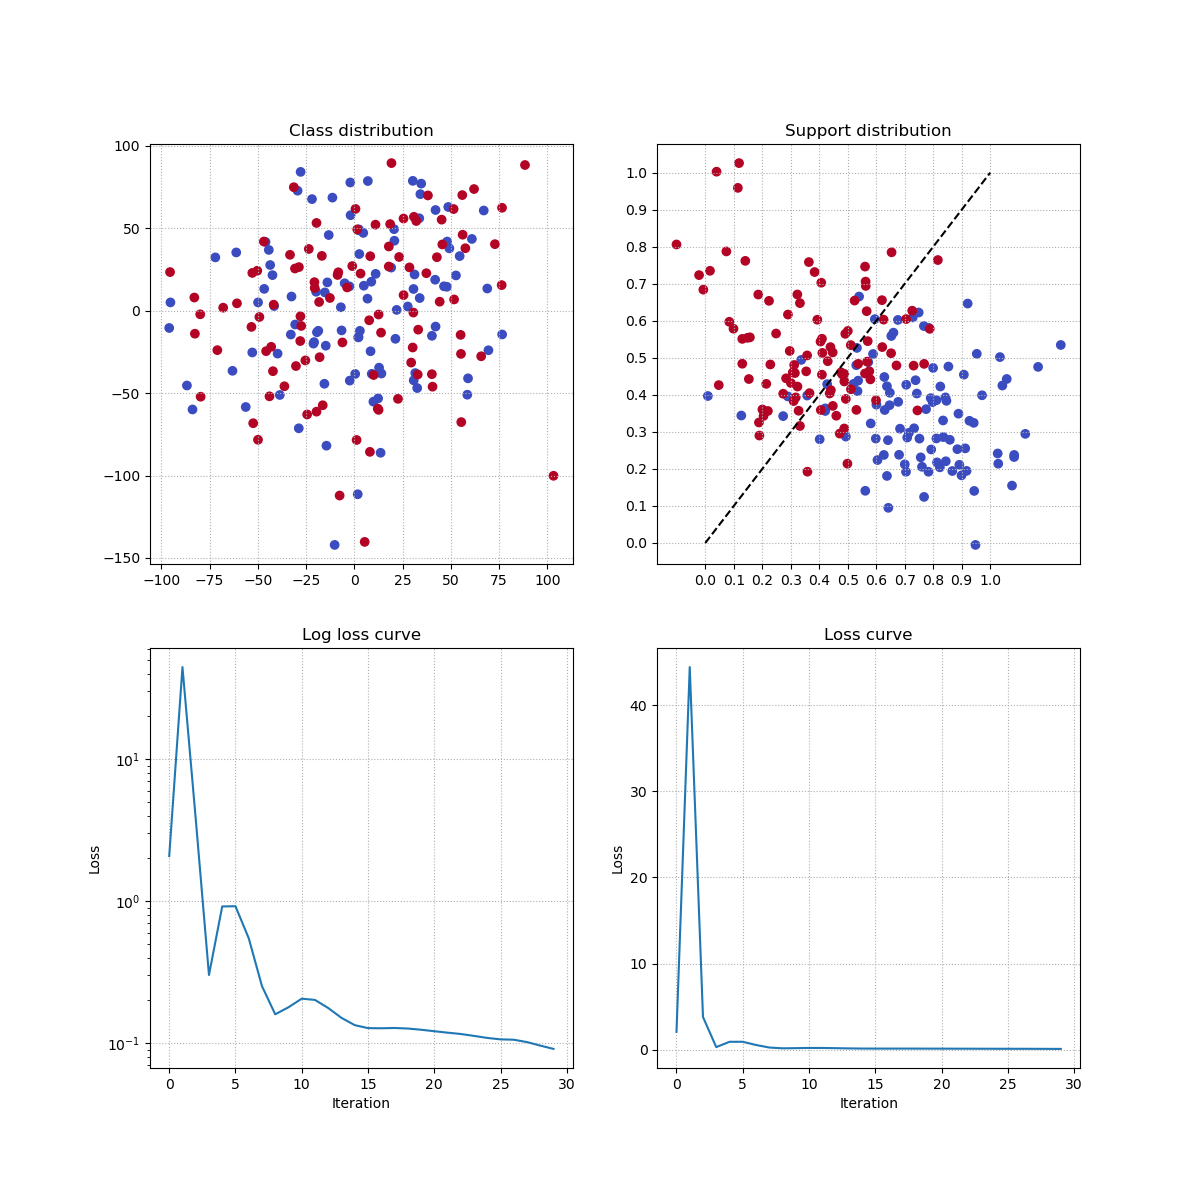 Class distribution
100
50
0
−50
−100
−150
−100 −75 −50 −25 0 25 50 75 100
Support distribution
1.0
0.9
0.8
0.7
0.6
0.5
0.4
0.3
0.2
0.1
0.0
0.0 0.1 0.2 0.3 0.4 0.5 0.6 0.7 0.8 0.9 1.0
Log loss curve
Loss
10¹
10⁰
10⁻¹
0 5 10 15 20 25 30
Iteration
Loss curve
Loss
40
30
20
10
0
0 5 10 15 20 25 30
Iteration